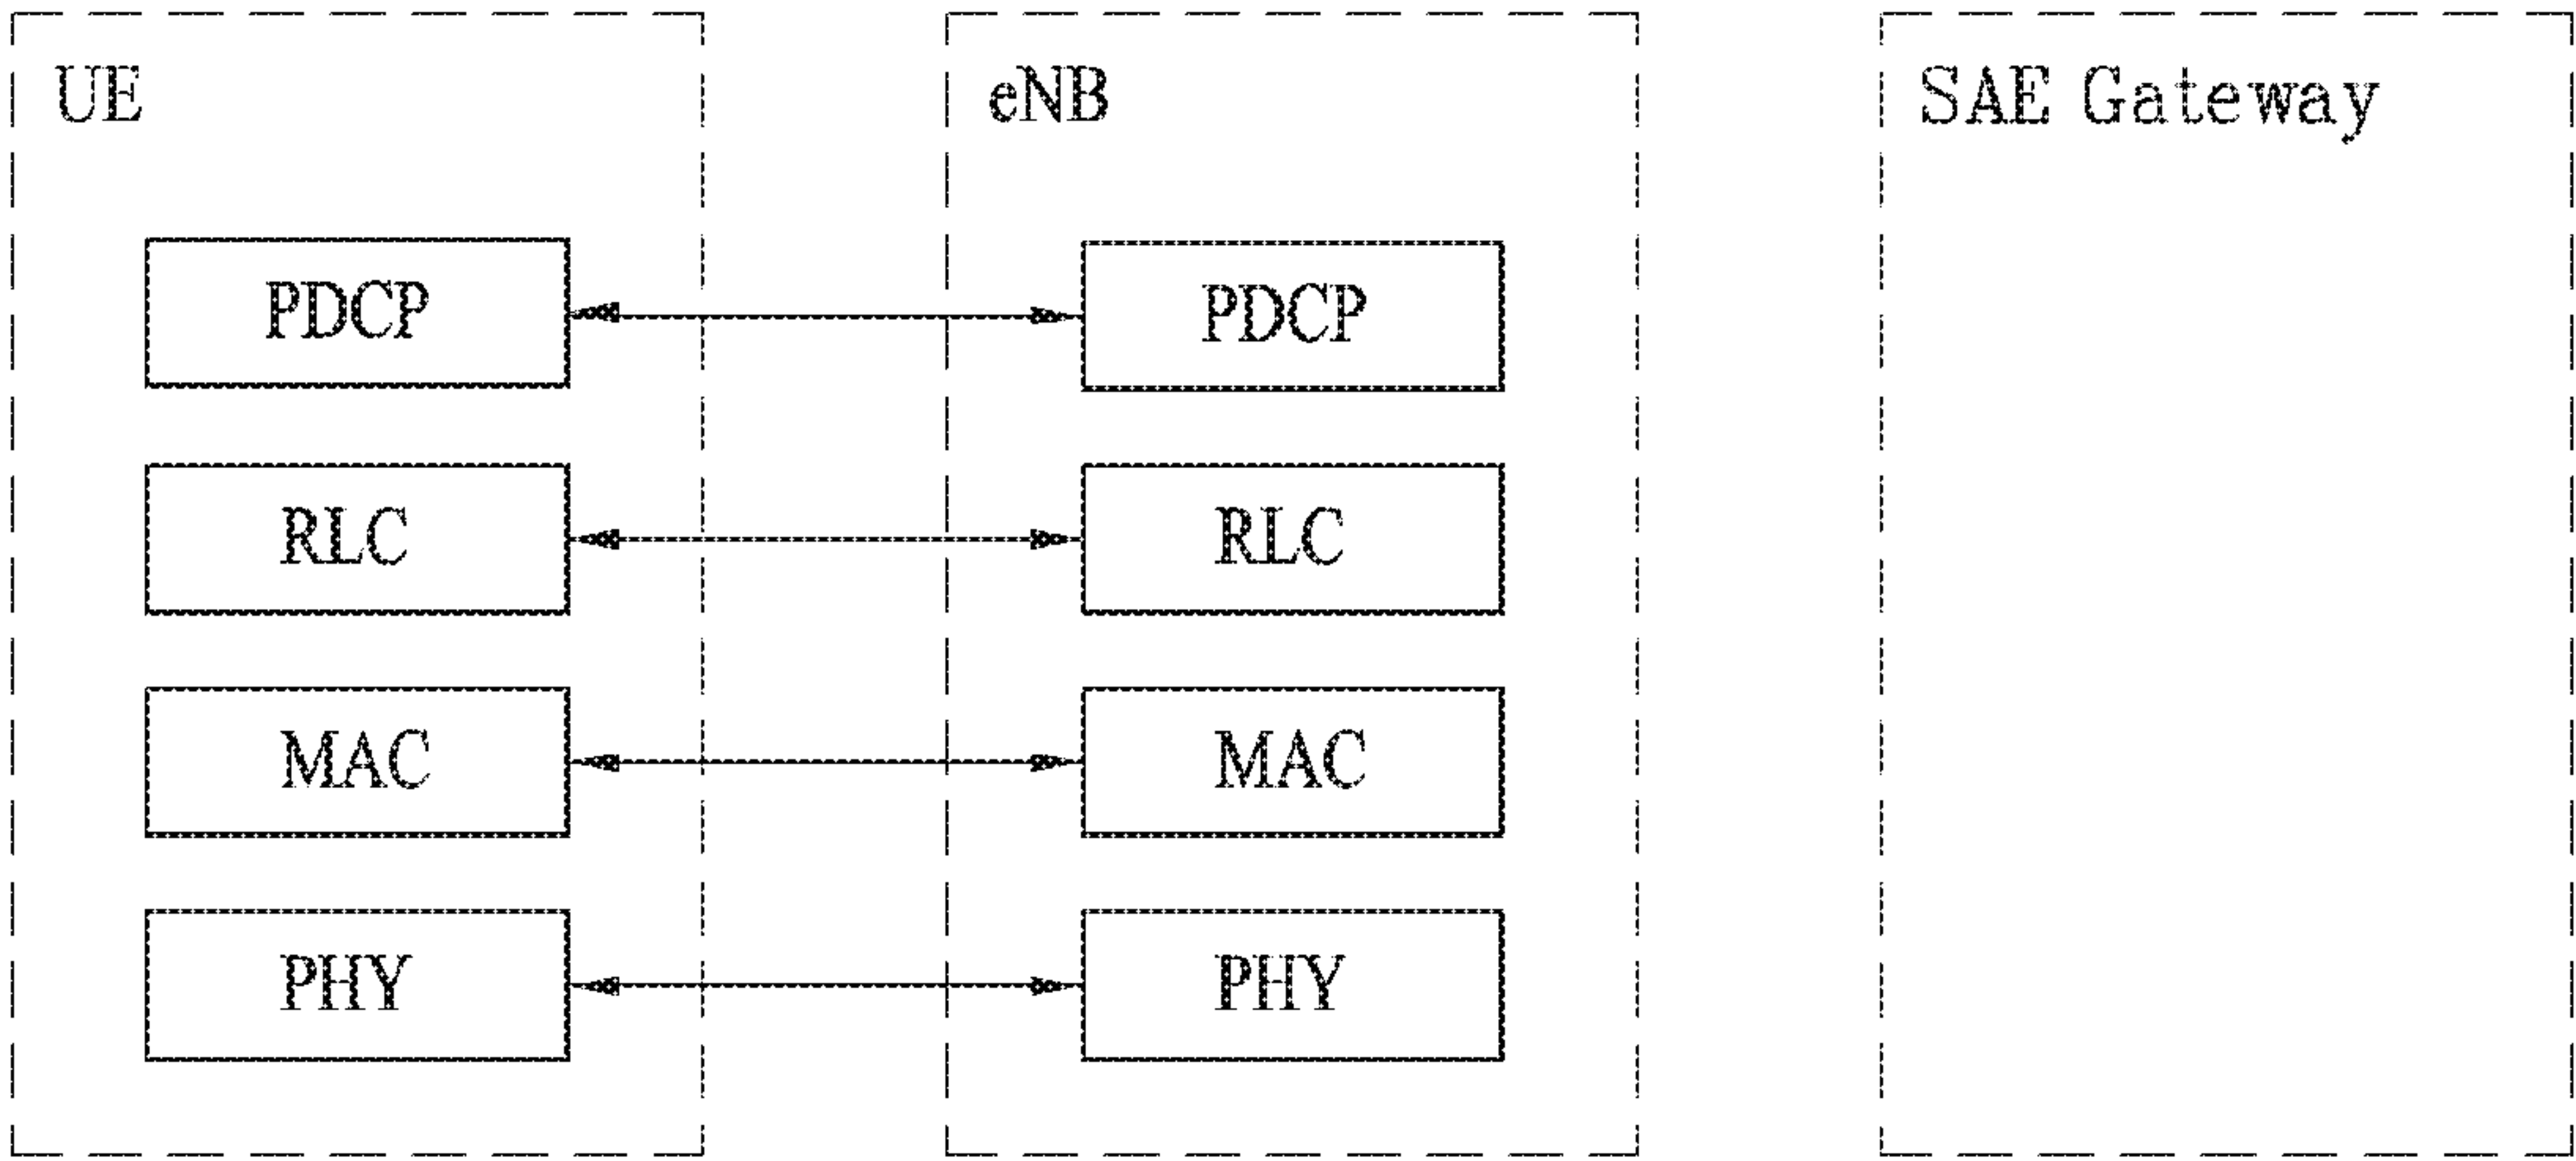 UE
eNB
SAE Gateway
PDCP
PDCP
RLC
RLC
MAC
MAC
PHY
PHY